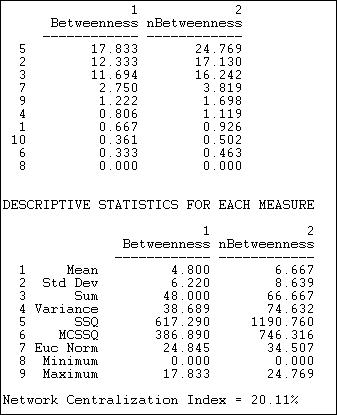 1 2
Betweenness nBetweenness
------------ ------------
5 17.833 24.769
2 12.333 17.130
3 11.694 16.242
7 2.750 3.819
9 1.222 1.698
4 0.806 1.119
1 0.667 0.926
10 0.361 0.502
6 0.333 0.463
8 0.000 0.000
DESCRIPTIVE STATISTICS FOR EACH MEASURE
1 2
Betweenness nBetweenness
------------ ------------
1 Mean 4.800 6.667
2 Std Dev 6.220 8.639
3 Sum 48.000 66.667
4 Variance 38.689 74.632
5 SSQ 617.290 1190.760
6 MCSSQ 386.890 746.316
7 Euc Norm 24.845 34.507
8 Minimum 0.000 0.000
9 Maximum 17.833 24.769
Network Centralization Index = 20.11%